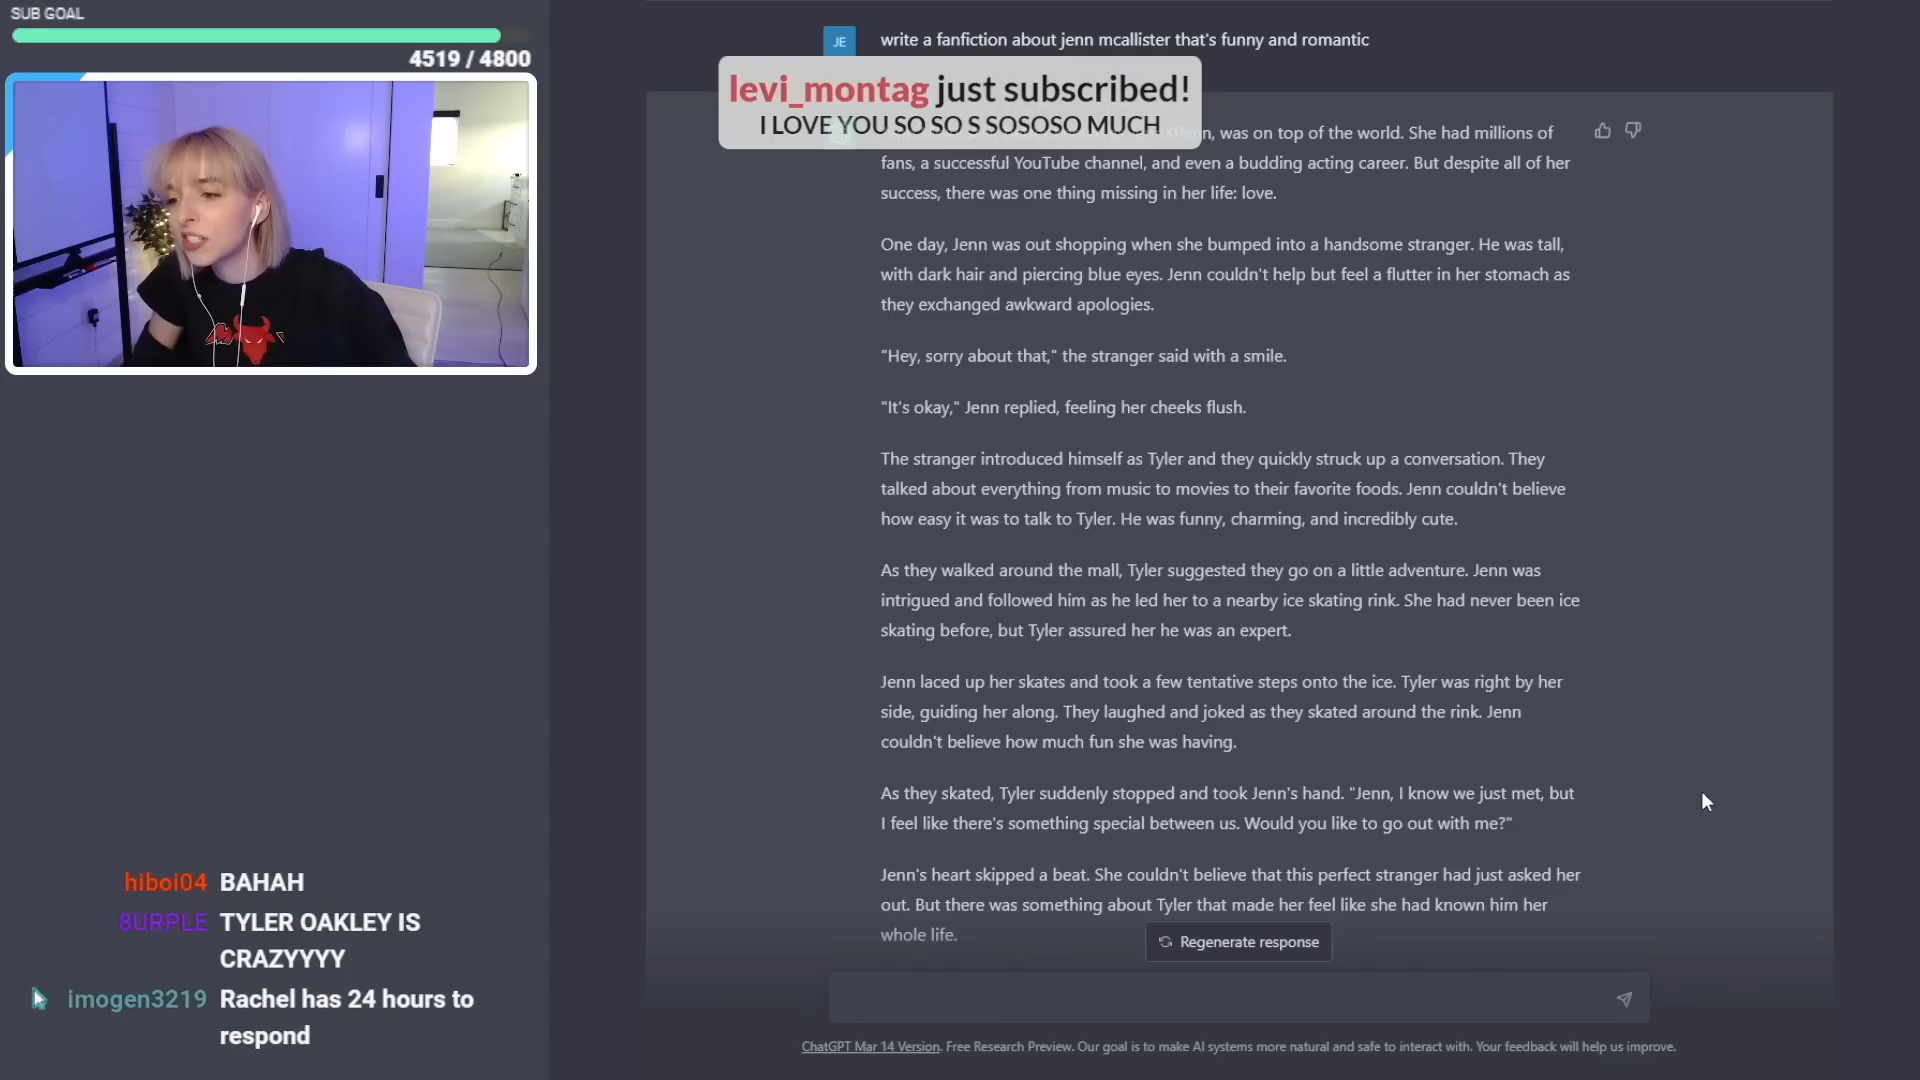 SUB GOAL
4519 / 4800
JE
write a fanfiction about jenn mcallister that's funny and romantic
levi_montag just subscribed!
I LOVE YOU SO SO S SOSOSO MUCH
was on top of the world. She had millions of
fans, a successful YouTube channel, and even a budding acting career. But despite all of her
success, there was one thing missing in her life: love.
One day, Jenn was out shopping when she bumped into a handsome stranger. He was tall,
with dark hair and piercing blue eyes. Jenn couldn't help but feel a flutter in her stomach as
they exchanged awkward apologies.
"Hey, sorry about that," the stranger said with a smile.
"It's okay," Jenn replied, feeling her cheeks flush.
The stranger introduced himself as Tyler and they quickly struck up a conversation. They
talked about everything from music to movies to their favorite foods. Jenn couldn't believe
how easy it was to talk to Tyler. He was funny, charming, and incredibly cute.
As they walked around the mall, Tyler suggested they go on a little adventure. Jenn was
intrigued and followed him as he led her to a nearby ice skating rink. She had never been ice
skating before, but Tyler assured her he was an expert.
Jenn laced up her skates and took a few tentative steps onto the ice. Tyler was right by her
side, guiding her along. They laughed and joked as they skated around the rink. Jenn
couldn't believe how much fun she was having.
As they skated, Tyler suddenly stopped and took Jenn's hand. "Jenn, I know we just met, but
I feel like there's something special between us. Would you like to go out with me?"
Jenn's heart skipped a beat. She couldn't believe that this perfect stranger had just asked her
out. But there was something about Tyler that made her feel like she had known him her
whole life.
Regenerate response
ChatGPT Mar 14 Version. Free Research Preview. Our goal is to make AI systems more natural and safe to interact with. Your feedback will help us improve.
hiboi04 BAHAH
8URPLE TYLER OAKLEY IS
CRAZYYYY
imogen3219 Rachel has 24 hours to
respond